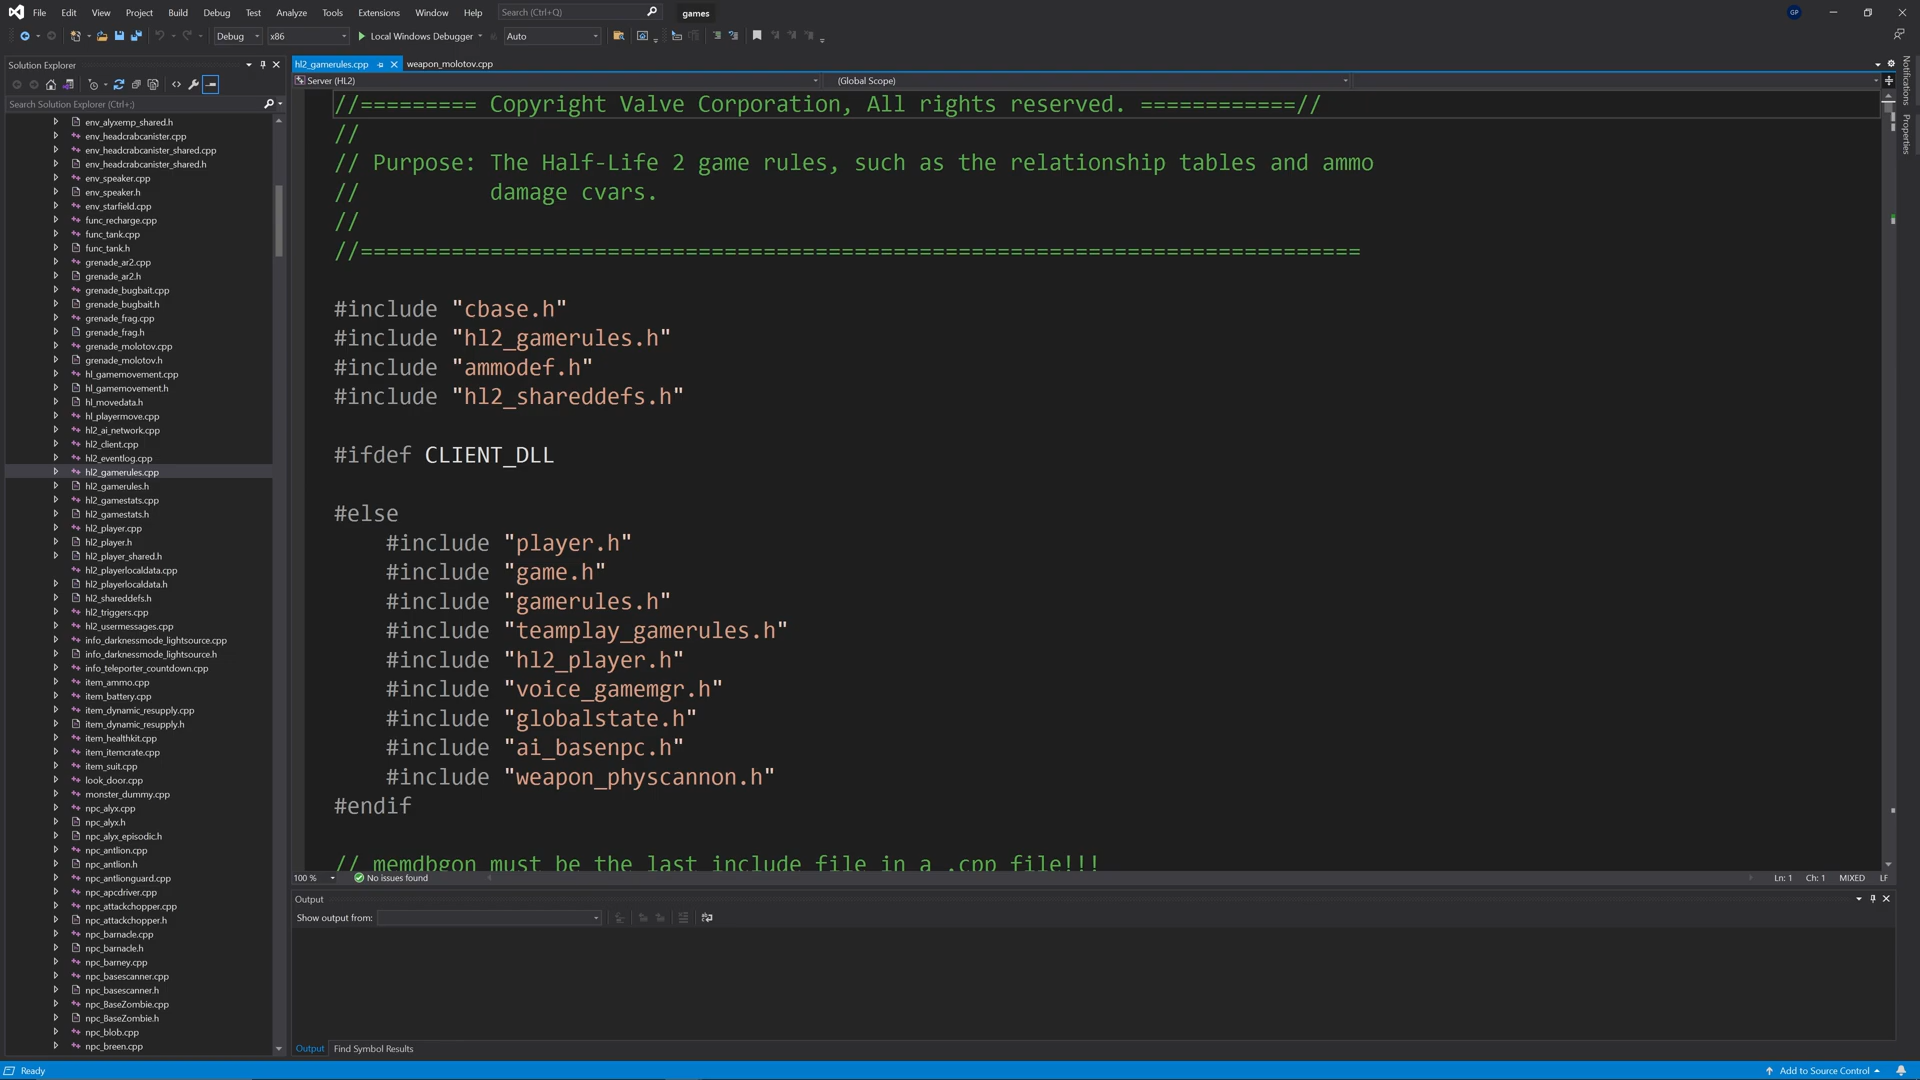 File Edit View Project Build Debug Test Analyze Tools Extensions Window Help Search (Ctrl+Q) games GP
Debug x86 Local Windows Debugger Auto
Solution Explorer
Search Solution Explorer (Ctrl+;)
env_alyxemp_shared.h
env_headcrabcanister.cpp
env_headcrabcanister_shared.cpp
env_headcrabcanister_shared.h
env_speaker.cpp
env_speaker.h
env_starfield.cpp
func_recharge.cpp
func_tank.cpp
func_tank.h
grenade_ar2.cpp
grenade_ar2.h
grenade_bugbait.cpp
grenade_bugbait.h
grenade_frag.cpp
grenade_frag.h
grenade_molotov.cpp
grenade_molotov.h
hl_gamemovement.cpp
hl_gamemovement.h
hl_movedata.h
hl_playermove.cpp
hl2_ai_network.cpp
hl2_client.cpp
hl2_eventlog.cpp
hl2_gamerules.cpp
hl2_gamerules.h
hl2_gamestats.cpp
hl2_gamestats.h
hl2_player.cpp
hl2_player.h
hl2_player_shared.h
hl2_playerlocaldata.cpp
hl2_playerlocaldata.h
hl2_shareddefs.h
hl2_triggers.cpp
hl2_usermessages.cpp
info_darknessmode_lightsource.cpp
info_darknessmode_lightsource.h
info_teleporter_countdown.cpp
item_ammo.cpp
item_battery.cpp
item_dynamic_resupply.cpp
item_dynamic_resupply.h
item_healthkit.cpp
item_itemcrate.cpp
item_suit.cpp
look_door.cpp
monster_dummy.cpp
npc_alyx.cpp
npc_alyx.h
npc_alyx_episodic.h
npc_antlion.cpp
npc_antlion.h
npc_antlionguard.cpp
npc_apcdriver.cpp
npc_attackchopper.cpp
npc_attackchopper.h
npc_barnacle.cpp
npc_barnacle.h
npc_barney.cpp
npc_basescanner.cpp
npc_basescanner.h
npc_BaseZombie.cpp
npc_BaseZombie.h
npc_blob.cpp
npc_breen.cpp
hl2_gamerules.cpp weapon_molotov.cpp
Server (HL2) (Global Scope)
//========= Copyright Valve Corporation, All rights reserved. ============//
//
// Purpose: The Half-Life 2 game rules, such as the relationship tables and ammo
// damage cvars.
//
//=============================================================================
#include "cbase.h"
#include "hl2_gamerules.h"
#include "ammodef.h"
#include "hl2_shareddefs.h"
#ifdef CLIENT_DLL
#else
#include "player.h"
#include "game.h"
#include "gamerules.h"
#include "teamplay_gamerules.h"
#include "hl2_player.h"
#include "voice_gamemgr.h"
#include "globalstate.h"
#include "ai_basenpc.h"
#include "weapon_physcannon.h"
#endif
// memdbgon must be the last include file in a .cpp file!!!
100 % No issues found Ln: 1 Ch: 1 MIXED LF
Output
Show output from:
Output Find Symbol Results
Notifications
Properties
Ready Add to Source Control